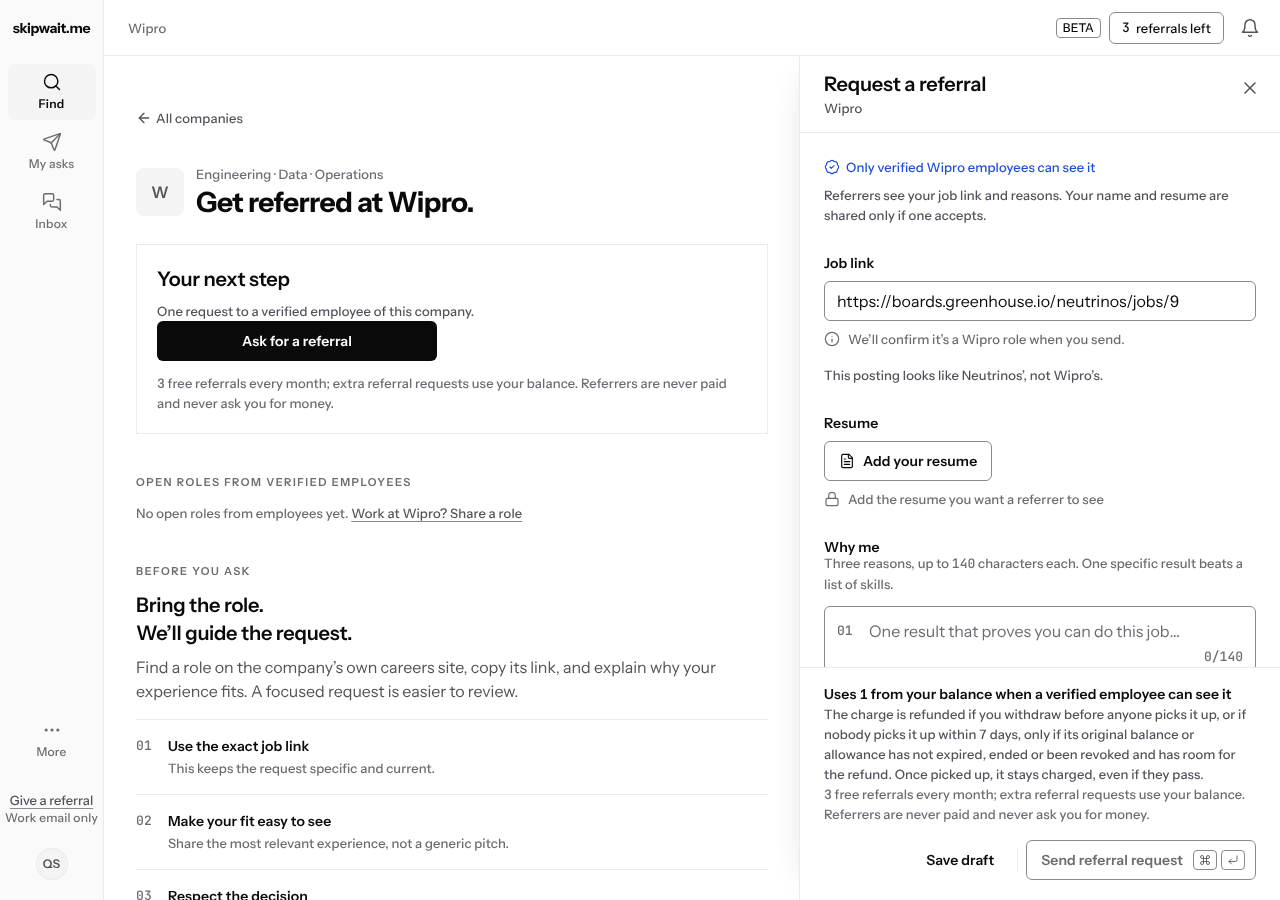 skipwait.me
Find
My asks
Inbox
More
Give a referral
Work email only
QS
Wipro
BETA
3 referrals left
All companies
W
Engineering · Data · Operations
Get referred at Wipro.
Your next step
One request to a verified employee of this company.
Ask for a referral
3 free referrals every month; extra referral requests use your balance. Referrers are never paid
and never ask you for money.
OPEN ROLES FROM VERIFIED EMPLOYEES
No open roles from employees yet. Work at Wipro? Share a role
BEFORE YOU ASK
Bring the role.
We’ll guide the request.
Find a role on the company’s own careers site, copy its link, and explain why your
experience fits. A focused request is easier to review.
01 Use the exact job link
This keeps the request specific and current.
02 Make your fit easy to see
Share the most relevant experience, not a generic pitch.
03 Respect the decision
Request a referral
Wipro
Only verified Wipro employees can see it
Referrers see your job link and reasons. Your name and resume are
shared only if one accepts.
Job link
https://boards.greenhouse.io/neutrinos/jobs/9
We’ll confirm it’s a Wipro role when you send.
This posting looks like Neutrinos’, not Wipro’s.
Resume
Add your resume
Add the resume you want a referrer to see
Why me
Three reasons, up to 140 characters each. One specific result beats a
list of skills.
01 One result that proves you can do this job…
0/140
Uses 1 from your balance when a verified employee can see it
The charge is refunded if you withdraw before anyone picks it up, or if
nobody picks it up within 7 days, only if its original balance or
allowance has not expired, ended or been revoked and has room for
the refund. Once picked up, it stays charged, even if they pass.
3 free referrals every month; extra referral requests use your balance.
Referrers are never paid and never ask you for money.
Save draft
Send referral request ⌘ ↵